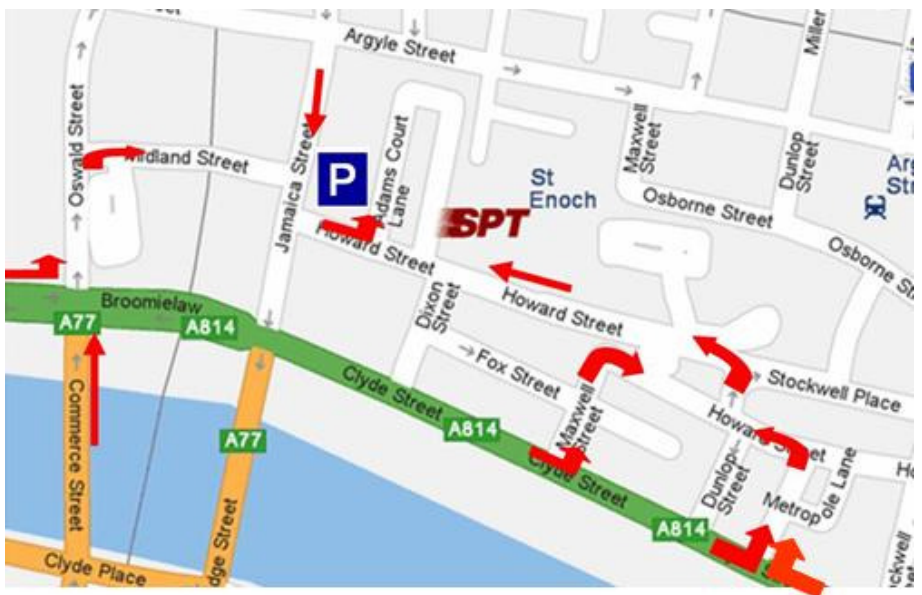 Street
Argyle Street
Miller
Oswald Street
Midland Street
Jamaica Street
P
Adams Court
Lane
St
Enoch
SPT
Maxwell
Street
Dunlop
Street
Osborne Street
Osborne St
Howard Street
Dixon
Street
Howard Street
Broomielaw
A77
A814
Clyde Street
Fox Street
Stockwell Place
Commerce Street
A77
A814
Maxwell
Street
Howard Street
Clyde Street
Dunlop
Street
Metropole Lane
A814
Clyde Place